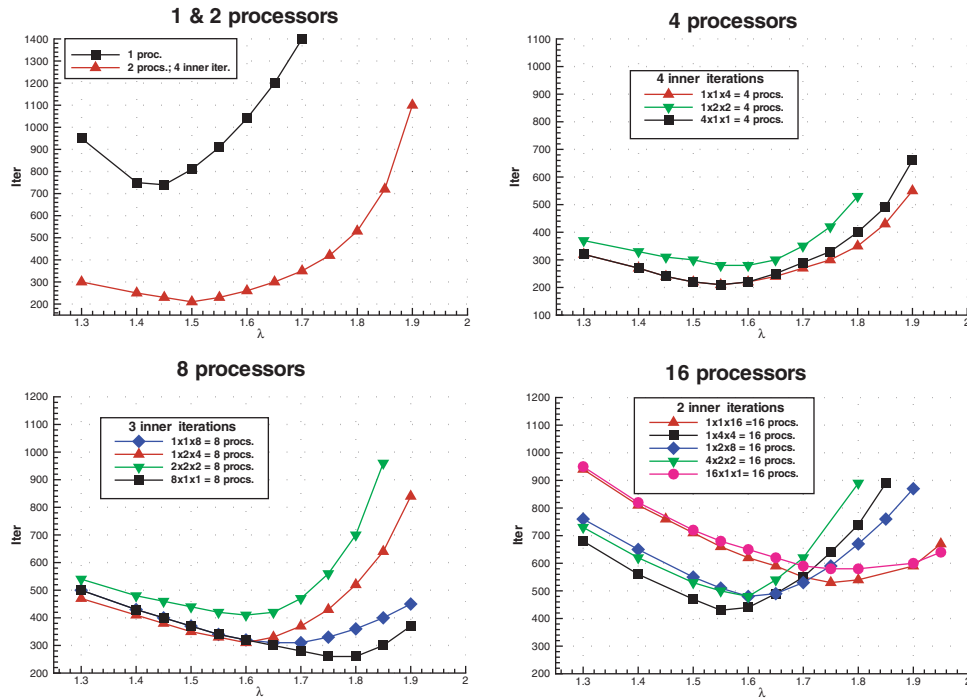 1 & 2 processors
1400
1300
1200
1100
1000
900
800
700
600
500
400
300
200
Iter
1 proc.
2 procs.; 4 inner iter.
1.3 1.4 1.5 1.6 1.7 1.8 1.9 2
λ
4 processors
1100
1000
900
800
700
600
500
400
300
200
100
Iter
4 inner iterations
1x1x4 = 4 procs.
1x2x2 = 4 procs.
4x1x1 = 4 procs.
1.3 1.4 1.5 1.6 1.7 1.8 1.9 2
λ
8 processors
1200
1100
1000
900
800
700
600
500
400
300
200
Iter
3 inner iterations
1x1x8 = 8 procs.
1x2x4 = 8 procs.
2x2x2 = 8 procs.
8x1x1 = 8 procs.
1.3 1.4 1.5 1.6 1.7 1.8 1.9 2
λ
16 processors
1200
1100
1000
900
800
700
600
500
400
300
200
Iter
2 inner iterations
1x1x16 =16 procs.
1x4x4 = 16 procs.
1x2x8 = 16 procs.
4x2x2 = 16 procs.
16x1x1= 16 procs.
1.3 1.4 1.5 1.6 1.7 1.8 1.9 2
λ